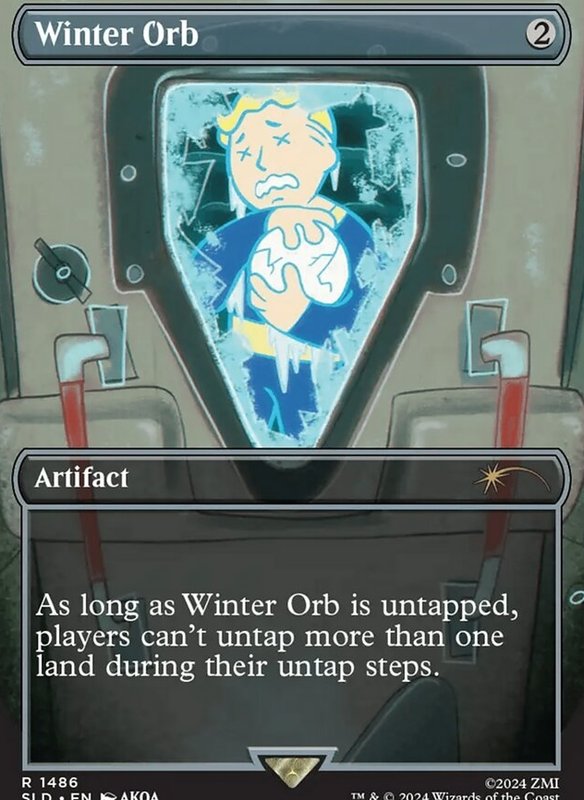 Winter Orb 2
Artifact
As long as Winter Orb is untapped,
players can't untap more than one
land during their untap steps.
R 1486 ©2024 ZMI
SLD • EN AKQA ™ & © 2024 Wizards of the Coast